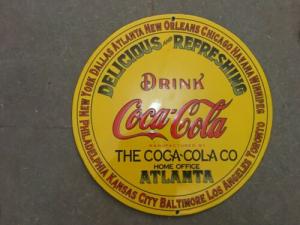 PHILADELPHIA NEW YORK DALLAS ATLANTA NEW ORLEANS CHICAGO HAVANA WINNIPEG
DELICIOUS AND REFRESHING
DRINK
Coca-Cola
MANUFACTURED BY
THE COCA-COLA CO
HOME OFFICE
ATLANTA
KANSAS CITY BALTIMORE LOS ANGELES TORONTO